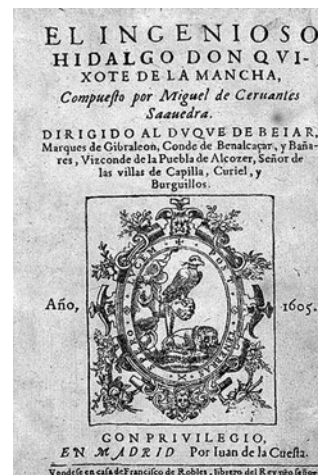 EL INGENIOSO
HIDALGO DON QVI-
XOTE DE LA MANCHA,
Compuesto por Miguel de Ceruantes
Saauedra.
DIRIGIDO AL DVQVE DE BEIAR,
Marques de Gibraleon, Conde de Benalcaçar, y Baña-
res, Vizconde de la Puebla de Alcozer, Señor de
las villas de Capilla, Curiel, y
Burguillos.
Año, 1605.
CON PRIVILEGIO,
EN MADRID Por Iuan de la Cuesta.
Vendese en casa de Francisco de Robles, librero del Rey nro señor